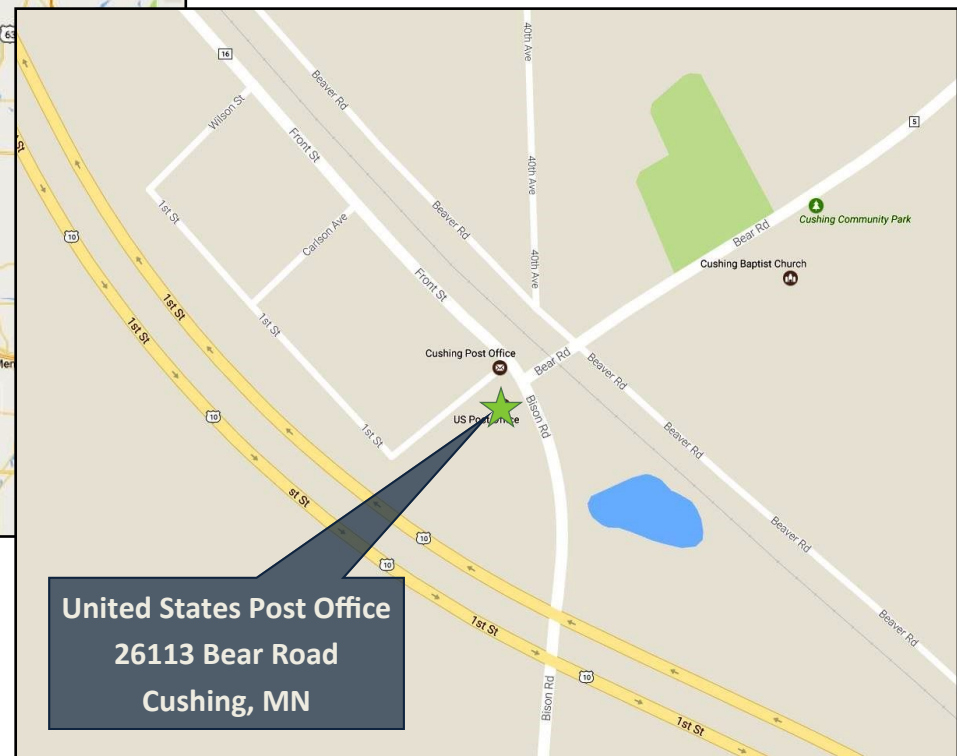 63
16
40th Ave
Beaver Rd
5
Wilson St
Front St
St
1st St
40th Ave
Beaver Rd
Cushing Community Park
Carlson Ave
Bear Rd
10
40th Ave
Cushing Baptist Church
Front St
1st St
1st St
1st St
Cushing Post Office
Bear Rd
Beaver Rd
US Post
Bison Rd
1st St
10
Beaver Rd
st St
10
10
Beaver Rd
United States Post Office
26113 Bear Road
Cushing, MN
1st St
Beaver Rd
10
Bison Rd
1st St